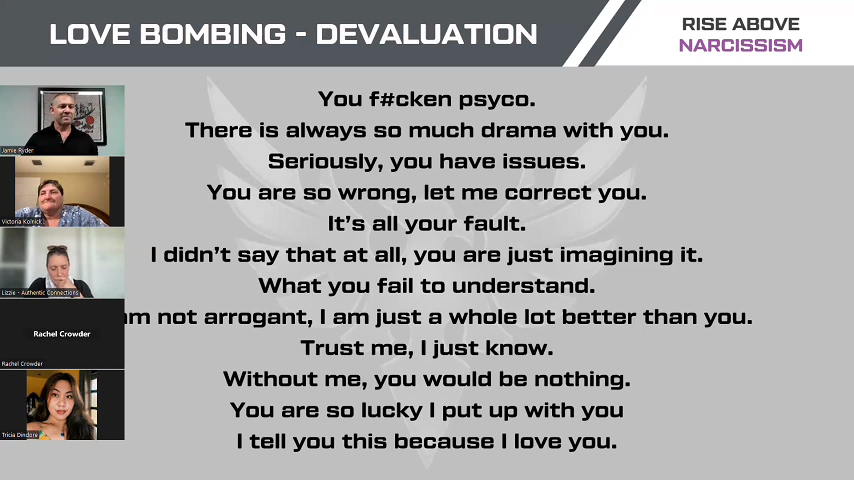 LOVE BOMBING - DEVALUATION
RISE ABOVE
NARCISSISM
You f#cken psyco.
There is always so much drama with you.
Seriously, you have issues.
You are so wrong, let me correct you.
It's all your fault.
I didn't say that at all, you are just imagining it.
What you fail to understand.
am not arrogant, I am just a whole lot better than you.
Trust me, I just know.
Without me, you would be nothing.
You are so lucky I put up with you
I tell you this because I love you.
Jamie Ryder
Victoria Kolnick
Lizzie - Authentic Connections
Rachel Crowder
Rachel Crowder
Tricia Dindore